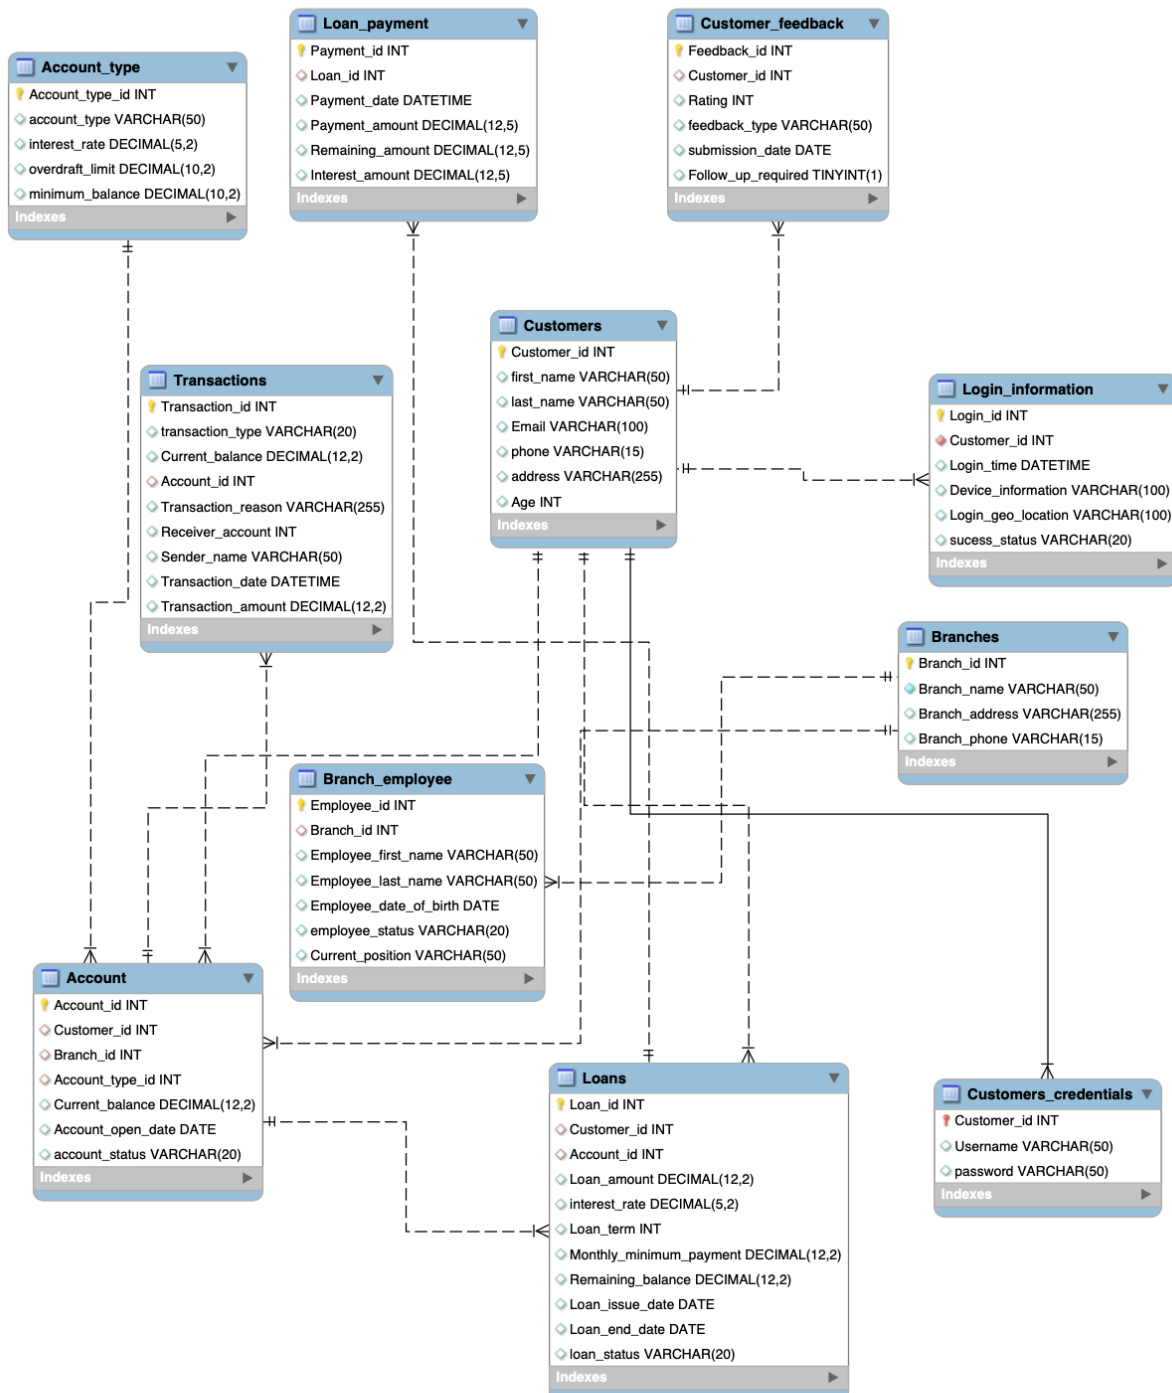 Loan_payment
Payment_id INT
Loan_id INT
Payment_date DATETIME
Payment_amount DECIMAL(12,5)
Remaining_amount DECIMAL(12,5)
Interest_amount DECIMAL(12,5)
Indexes
Customer_feedback
Feedback_id INT
Customer_id INT
Rating INT
feedback_type VARCHAR(50)
submission_date DATE
Follow_up_required TINYINT(1)
Indexes
Account_type
Account_type_id INT
account_type VARCHAR(50)
interest_rate DECIMAL(5,2)
overdraft_limit DECIMAL(10,2)
minimum_balance DECIMAL(10,2)
Indexes
Customers
Customer_id INT
first_name VARCHAR(50)
last_name VARCHAR(50)
Email VARCHAR(100)
phone VARCHAR(15)
address VARCHAR(255)
Age INT
Indexes
Transactions
Transaction_id INT
transaction_type VARCHAR(20)
Current_balance DECIMAL(12,2)
Account_id INT
Transaction_reason VARCHAR(255)
Receiver_account INT
Sender_name VARCHAR(50)
Transaction_date DATETIME
Transaction_amount DECIMAL(12,2)
Indexes
Login_information
Login_id INT
Customer_id INT
Login_time DATETIME
Device_information VARCHAR(100)
Login_geo_location VARCHAR(100)
sucess_status VARCHAR(20)
Indexes
Branches
Branch_id INT
Branch_name VARCHAR(50)
Branch_address VARCHAR(255)
Branch_phone VARCHAR(15)
Indexes
Branch_employee
Employee_id INT
Branch_id INT
Employee_first_name VARCHAR(50)
Employee_last_name VARCHAR(50)
Employee_date_of_birth DATE
employee_status VARCHAR(20)
Current_position VARCHAR(50)
Indexes
Account
Account_id INT
Customer_id INT
Branch_id INT
Account_type_id INT
Current_balance DECIMAL(12,2)
Account_open_date DATE
account_status VARCHAR(20)
Indexes
Loans
Loan_id INT
Customer_id INT
Account_id INT
Loan_amount DECIMAL(12,2)
interest_rate DECIMAL(5,2)
Loan_term INT
Monthly_minimum_payment DECIMAL(12,2)
Remaining_balance DECIMAL(12,2)
Loan_issue_date DATE
Loan_end_date DATE
loan_status VARCHAR(20)
Indexes
Customers_credentials
Customer_id INT
Username VARCHAR(50)
password VARCHAR(50)
Indexes